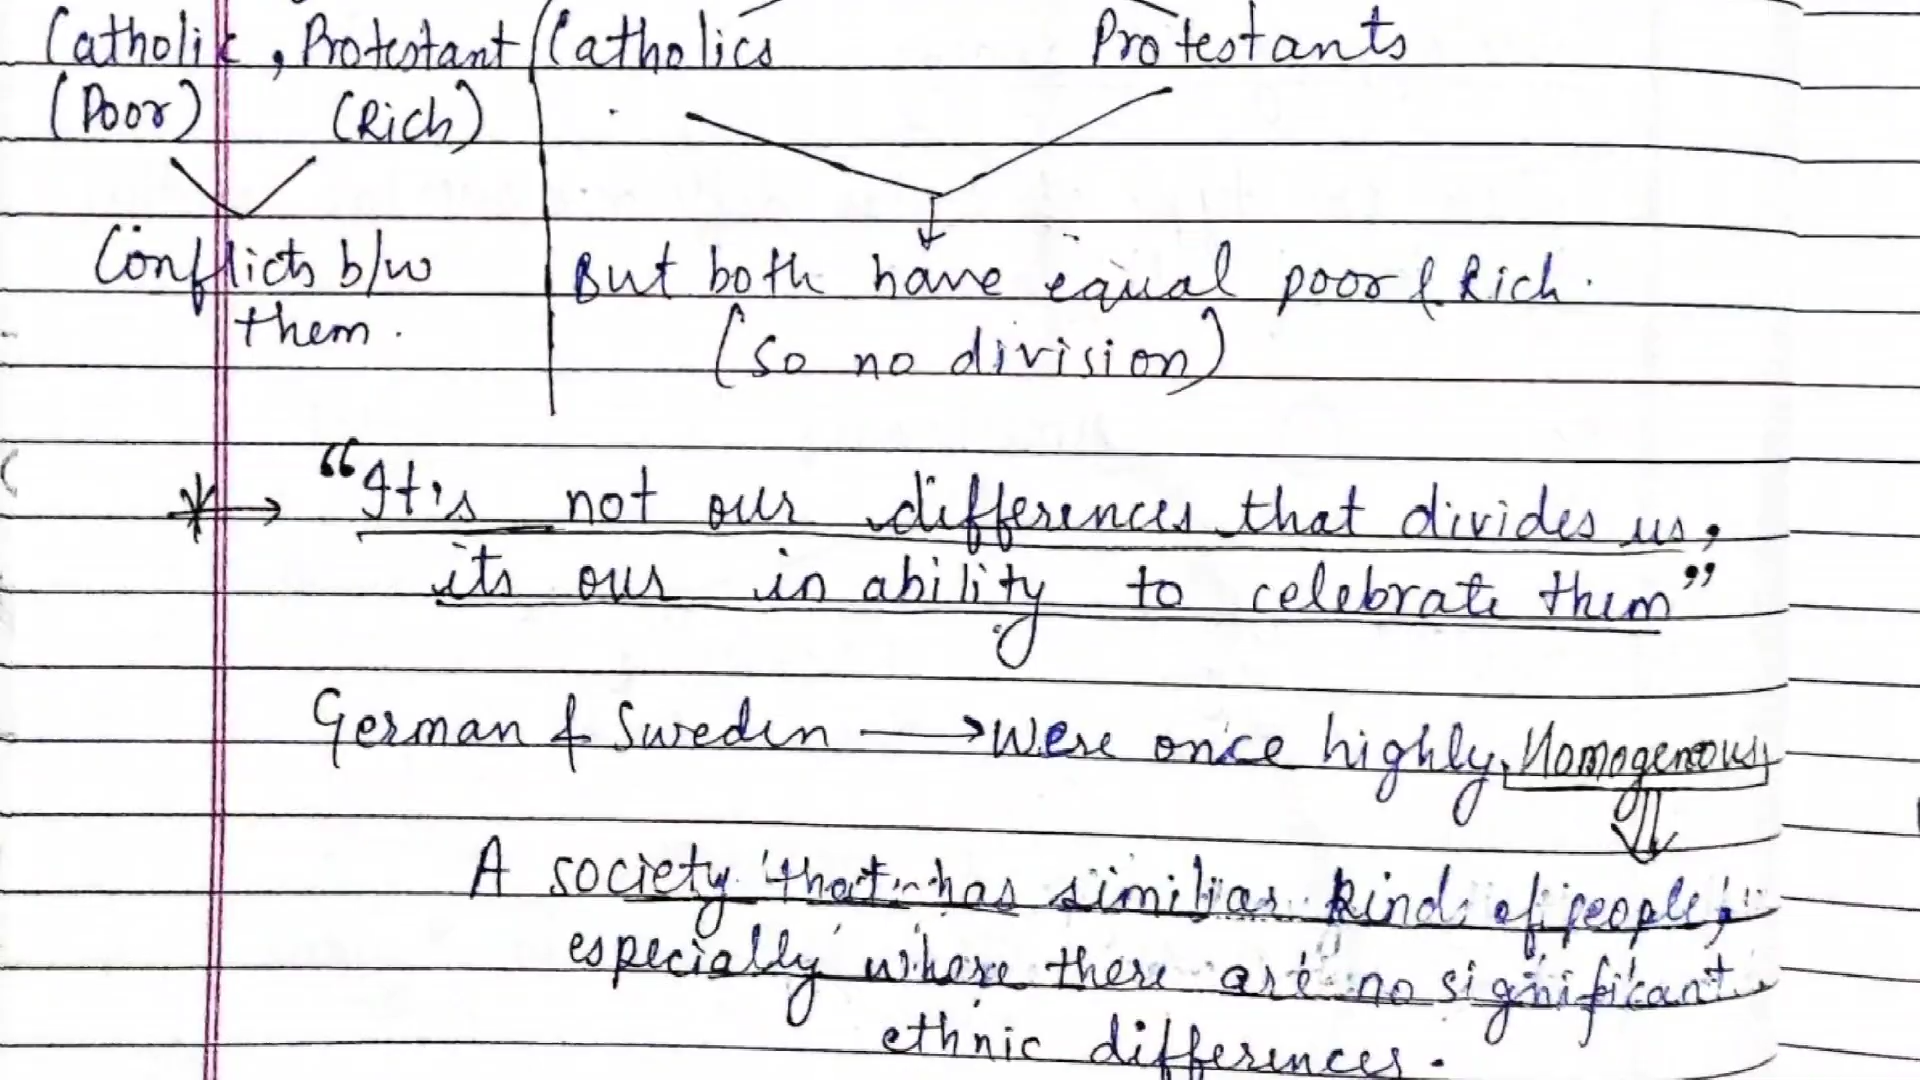 Catholic, Protestant
(Poor) (Rich)
Conflicts b/w
them.
Catholics Protestants
But both have equal poor & Rich.
(So no division)
"It's not our differences that divides us,
its our inability to celebrate them"
German & Sweden → Were once highly, Homogenous
A society that has similiar kind of people,
especially where there are no significant
ethnic differences.